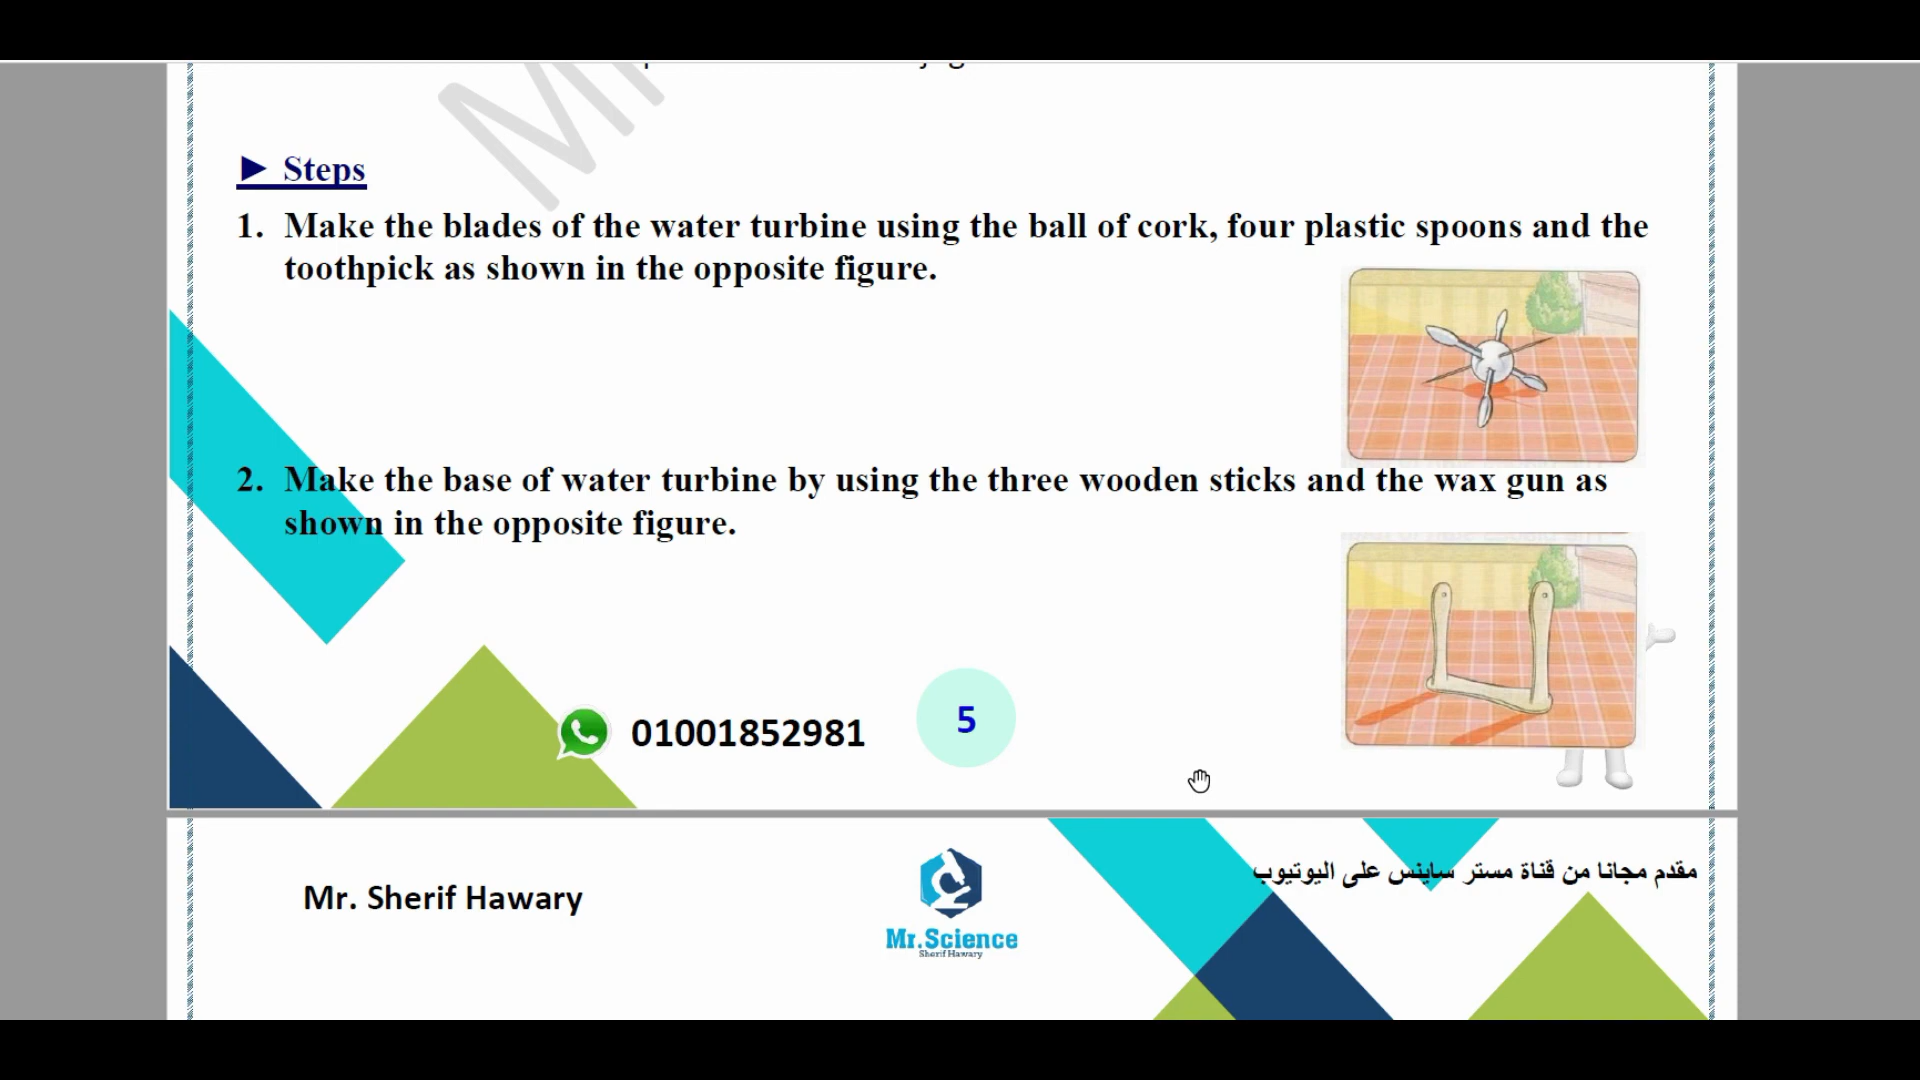 ► Steps
1. Make the blades of the water turbine using the ball of cork, four plastic spoons and the
toothpick as shown in the opposite figure.
2. Make the base of water turbine by using the three wooden sticks and the wax gun as
shown in the opposite figure.
01001852981
5
Mr. Sherif Hawary
Mr.Science
Sherif Hawary
مقدم مجانا من قناة مستر ساينس على اليوتيوب